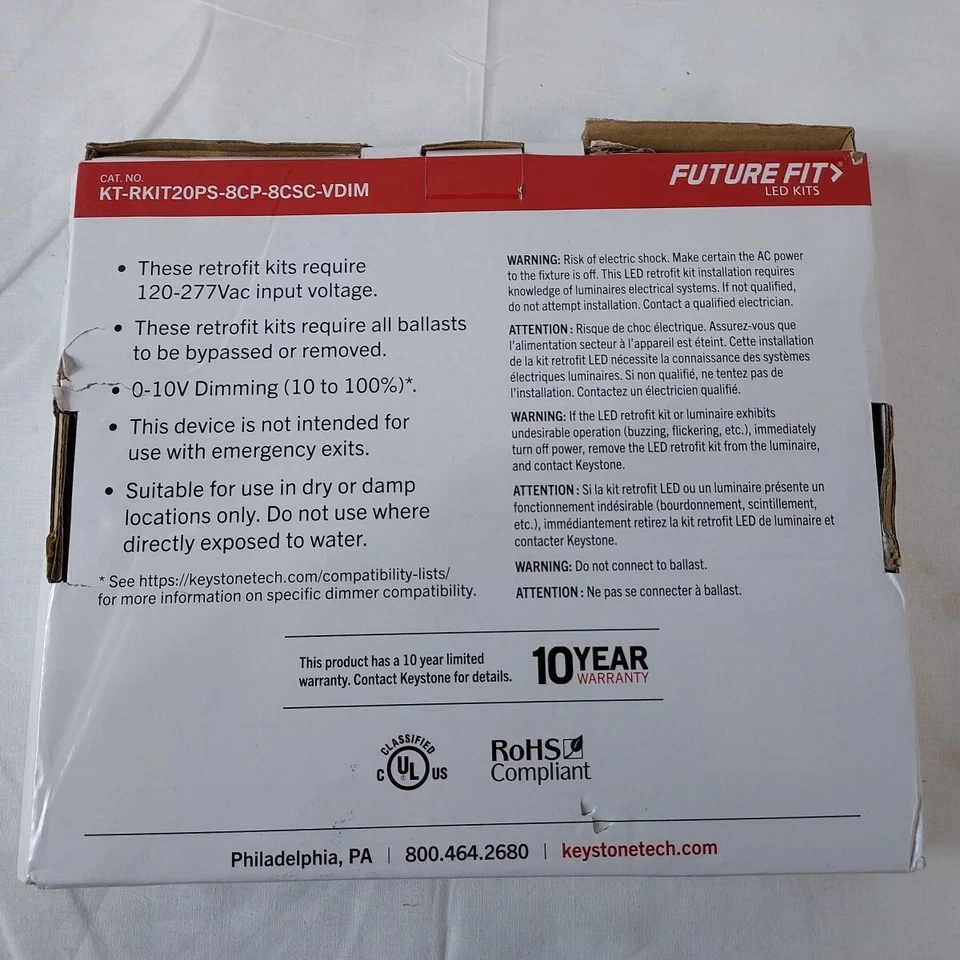 CAT. NO.
KT-RKIT20PS-8CP-8CSC-VDIM
FUTURE FIT
LED KITS
• These retrofit kits require
120-277Vac input voltage.
• These retrofit kits require all ballasts
to be bypassed or removed.
• 0-10V Dimming (10 to 100%)*.
• This device is not intended for
use with emergency exits.
• Suitable for use in dry or damp
locations only. Do not use where
directly exposed to water.
* See https://keystonetech.com/compatibility-lists/
for more information on specific dimmer compatibility.
WARNING: Risk of electric shock. Make certain the AC power
to the fixture is off. This LED retrofit kit installation requires
knowledge of luminaires electrical systems. If not qualified,
do not attempt installation. Contact a qualified electrician.
ATTENTION : Risque de choc électrique. Assurez-vous que
l'alimentation secteur à l'appareil est éteint. Cette installation
de la kit retrofit LED nécessite la connaissance des systèmes
électriques luminaires. Si non qualifié, ne tentez pas de
l'installation. Contactez un électricien qualifié.
WARNING: If the LED retrofit kit or luminaire exhibits
undesirable operation (buzzing, flickering, etc.), immediately
turn off power, remove the LED retrofit kit from the luminaire,
and contact Keystone.
ATTENTION : Si la kit retrofit LED ou un luminaire présente un
fonctionnement indésirable (bourdonnement, scintillement,
etc.), immédiantement retirez la kit retrofit LED de luminaire et
contacter Keystone.
WARNING: Do not connect to ballast.
ATTENTION : Ne pas se connecter à ballast.
This product has a 10 year limited
warranty. Contact Keystone for details.
10 YEAR
WARRANTY
CLASSIFIED
C UL US
RoHS
Compliant
Philadelphia, PA | 800.464.2680 | keystonetech.com